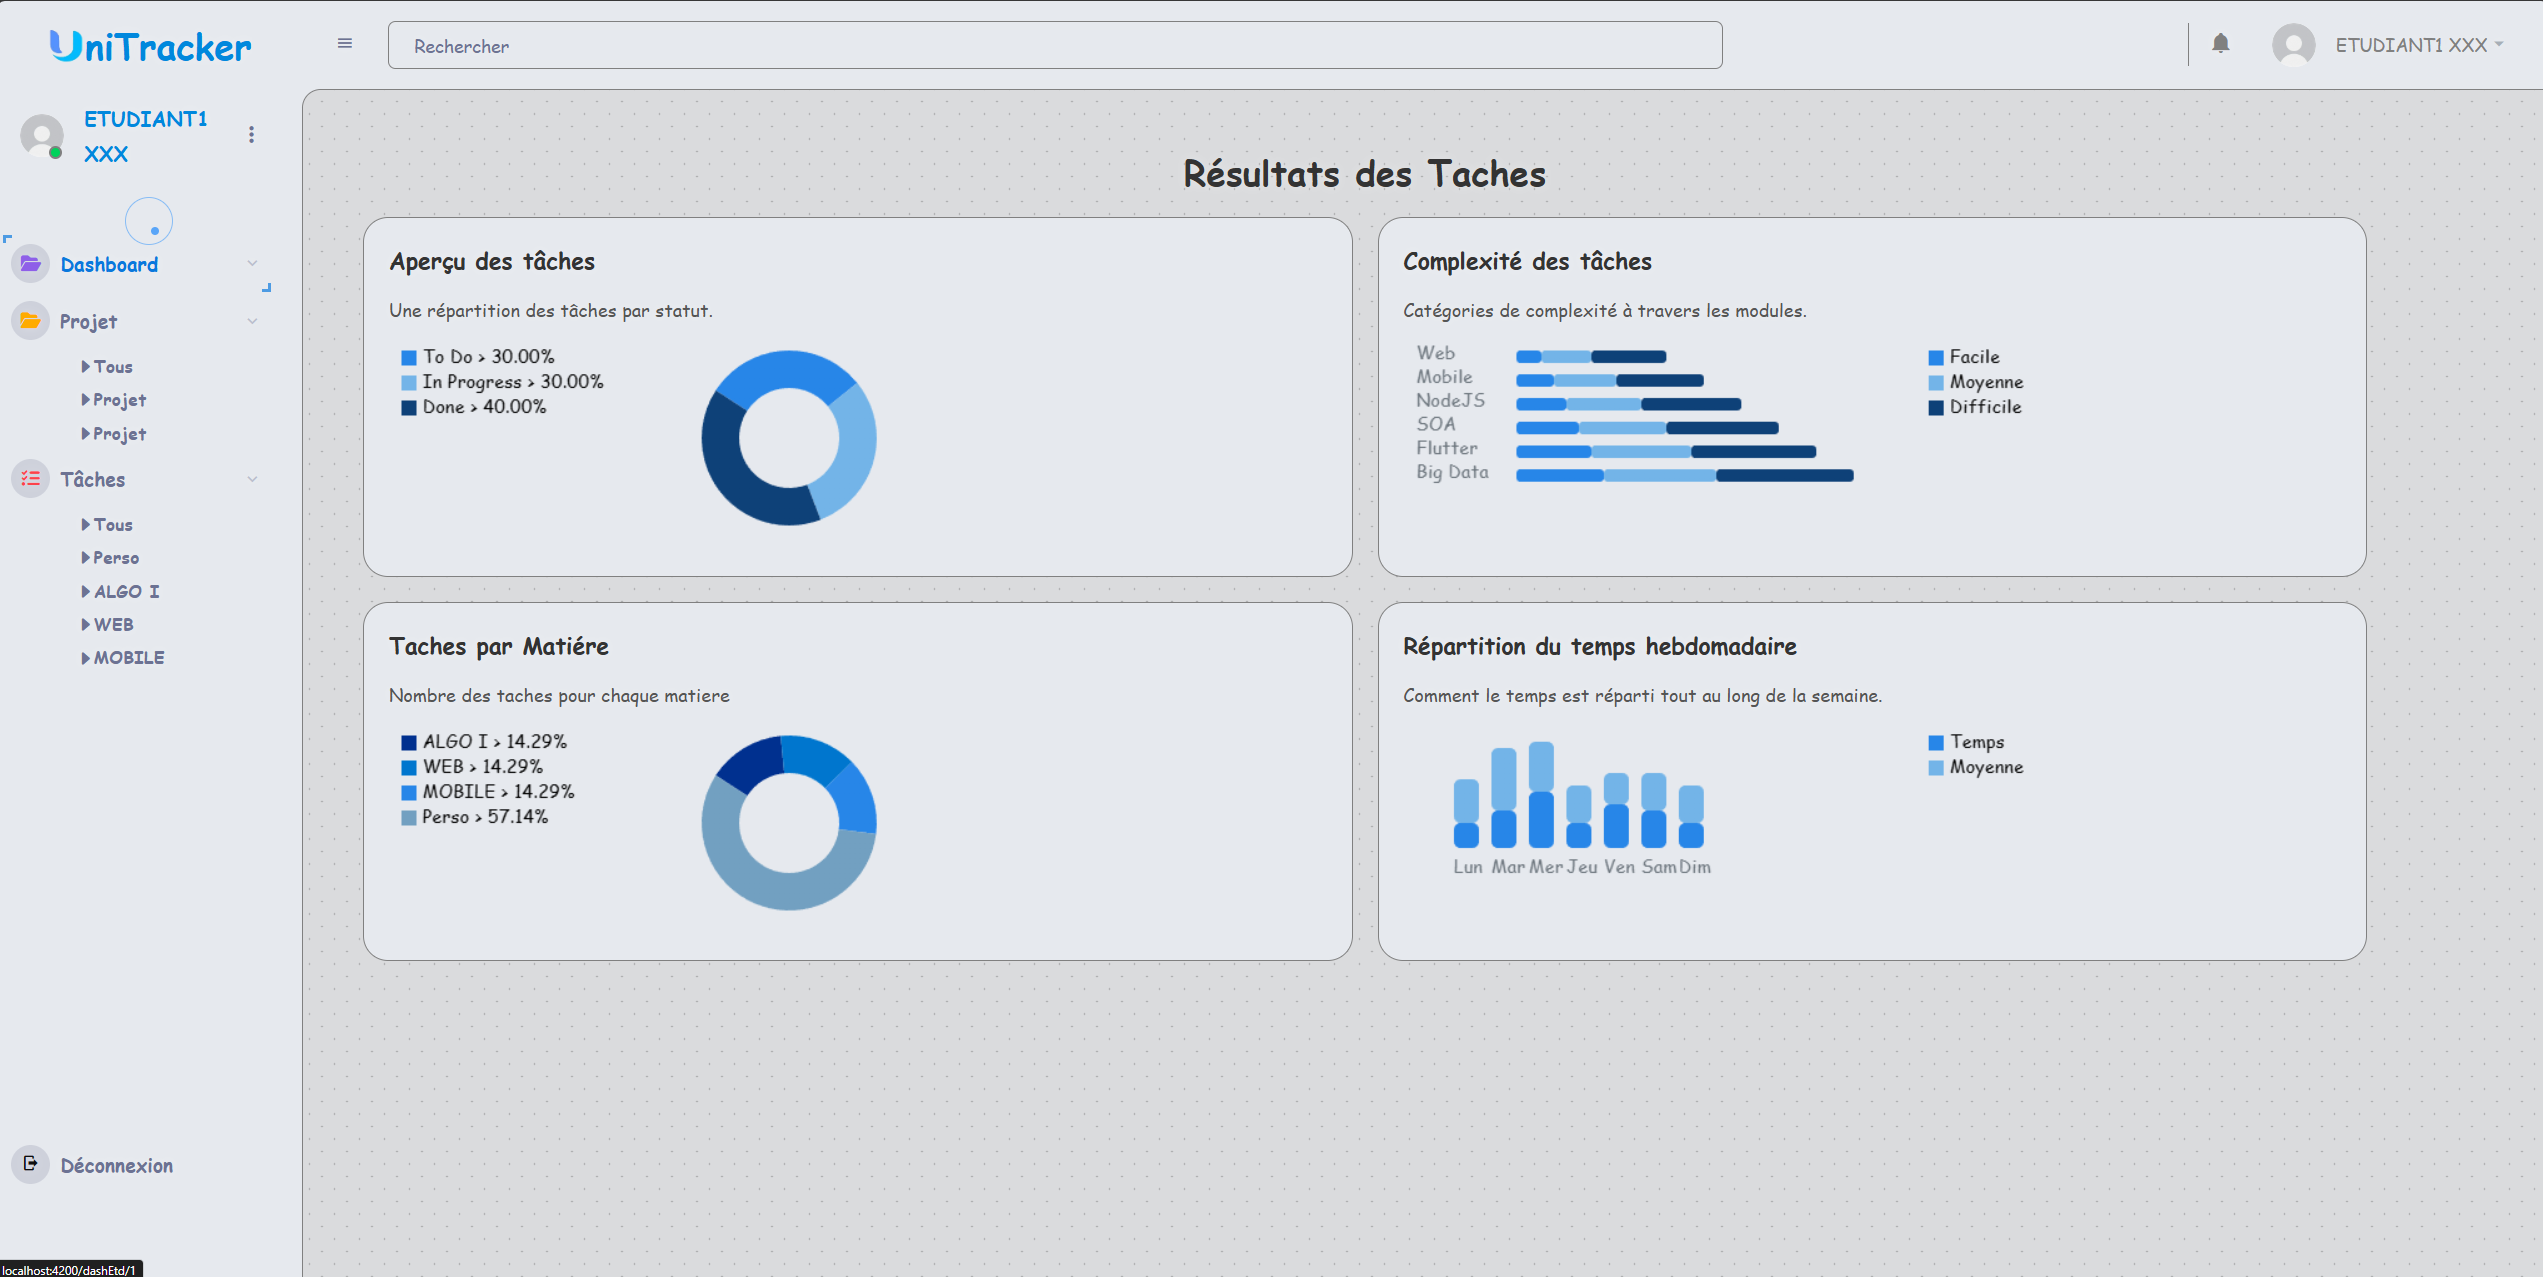 UniTracker
Rechercher
ETUDIANT1 XXX
ETUDIANT1
XXX
Dashboard
Projet
Tous
Projet
Projet
Tâches
Tous
Perso
ALGO I
WEB
MOBILE
Déconnexion
Résultats des Taches
Aperçu des tâches
Une répartition des tâches par statut.
To Do > 30.00%
In Progress > 30.00%
Done > 40.00%
Complexité des tâches
Catégories de complexité à travers les modules.
Web
Mobile
NodeJS
SOA
Flutter
Big Data
Facile
Moyenne
Difficile
Taches par Matiére
Nombre des taches pour chaque matiere
ALGO I > 14.29%
WEB > 14.29%
MOBILE > 14.29%
Perso > 57.14%
Répartition du temps hebdomadaire
Comment le temps est réparti tout au long de la semaine.
Temps
Moyenne
Lun Mar Mer Jeu Ven Sam Dim
localhost:4200/dashEtd/1